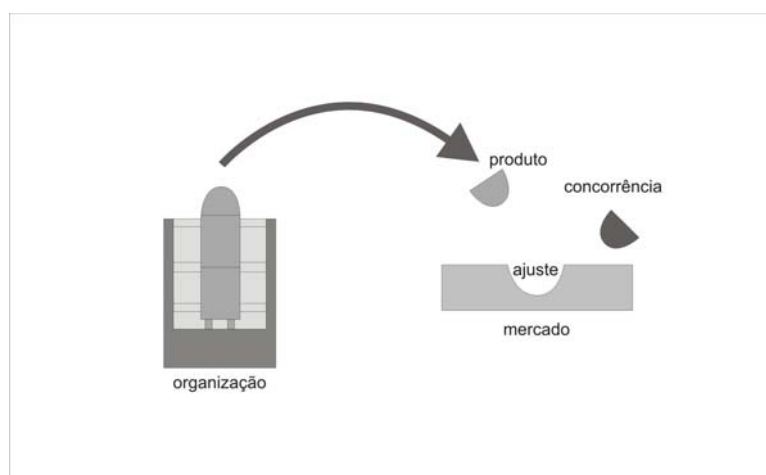 produto
concorrência
ajuste
mercado
organização